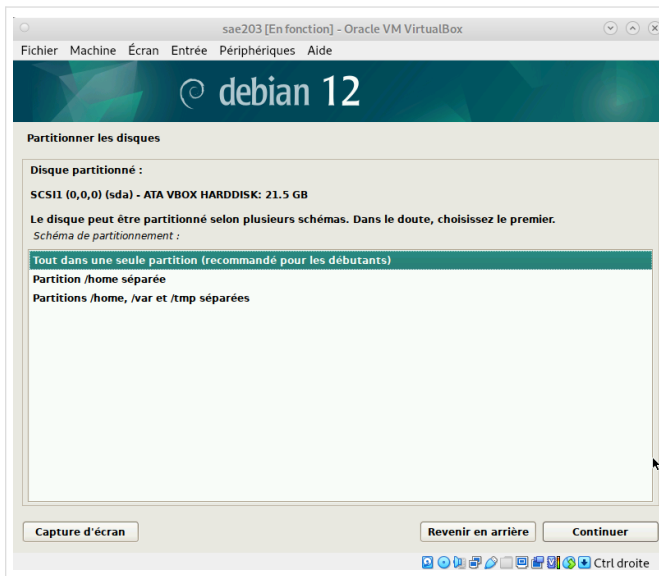 sae203 [En fonction] - Oracle VM VirtualBox
Fichier Machine Écran Entrée Périphériques Aide
debian 12
Partitionner les disques
Disque partitionné :
SCSI1 (0,0,0) (sda) - ATA VBOX HARDDISK: 21.5 GB
Le disque peut être partitionné selon plusieurs schémas. Dans le doute, choisissez le premier.
Schéma de partitionnement :
Tout dans une seule partition (recommandé pour les débutants)
Partition /home séparée
Partitions /home, /var et /tmp séparées
Capture d'écran Revenir en arrière Continuer
Ctrl droite